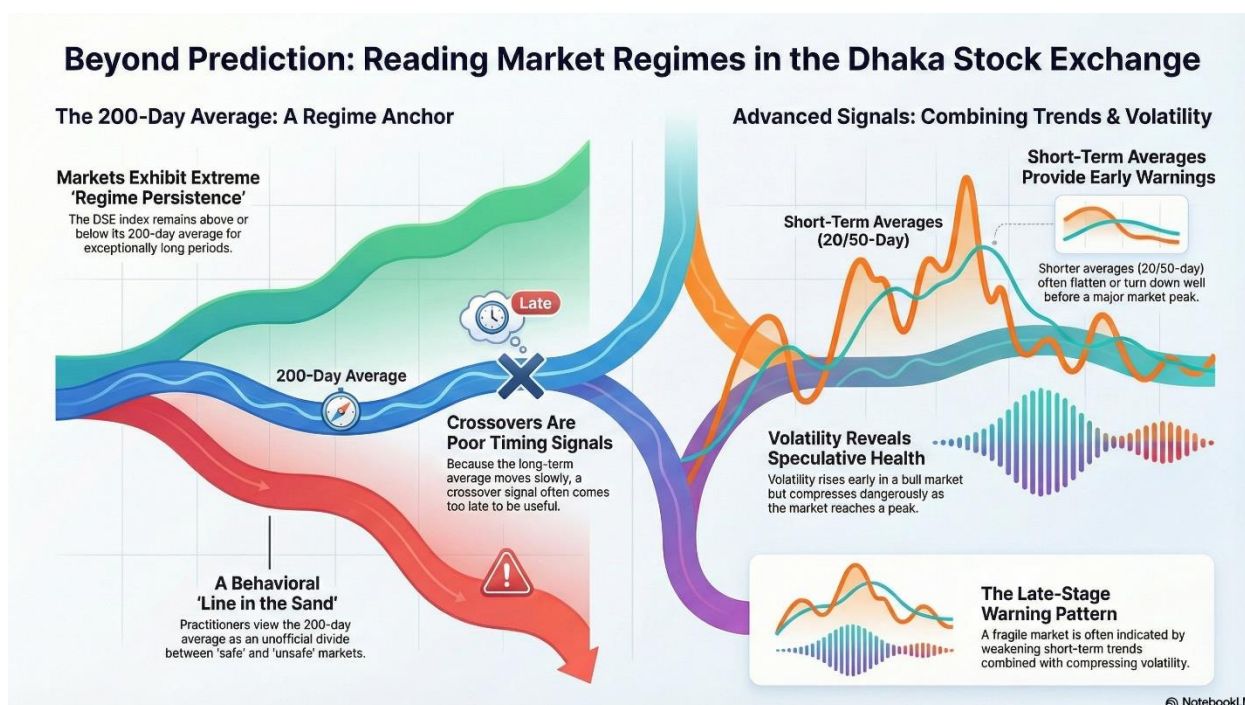 Beyond Prediction: Reading Market Regimes in the Dhaka Stock Exchange
The 200-Day Average: A Regime Anchor
Markets Exhibit Extreme
'Regime Persistence'
The DSE index remains above or
below its 200-day average for
exceptionally long periods.
200-Day Average
Late
Crossovers Are
Poor Timing Signals
Because the long-term
average moves slowly, a
crossover signal often comes
too late to be useful.
A Behavioral
'Line in the Sand'
Practitioners view the 200-day
average as an unofficial divide
between 'safe' and 'unsafe' markets.
Advanced Signals: Combining Trends & Volatility
Short-Term Averages
Provide Early Warnings
Short-Term Averages
(20/50-Day)
Shorter averages (20/50-day)
often flatten or turn down well
before a major market peak.
Volatility Reveals
Speculative Health
Volatility rises early in a bull market
but compresses dangerously as
the market reaches a peak.
The Late-Stage
Warning Pattern
A fragile market is often indicated by
weakening short-term trends
combined with compressing volatility.
NotebookL